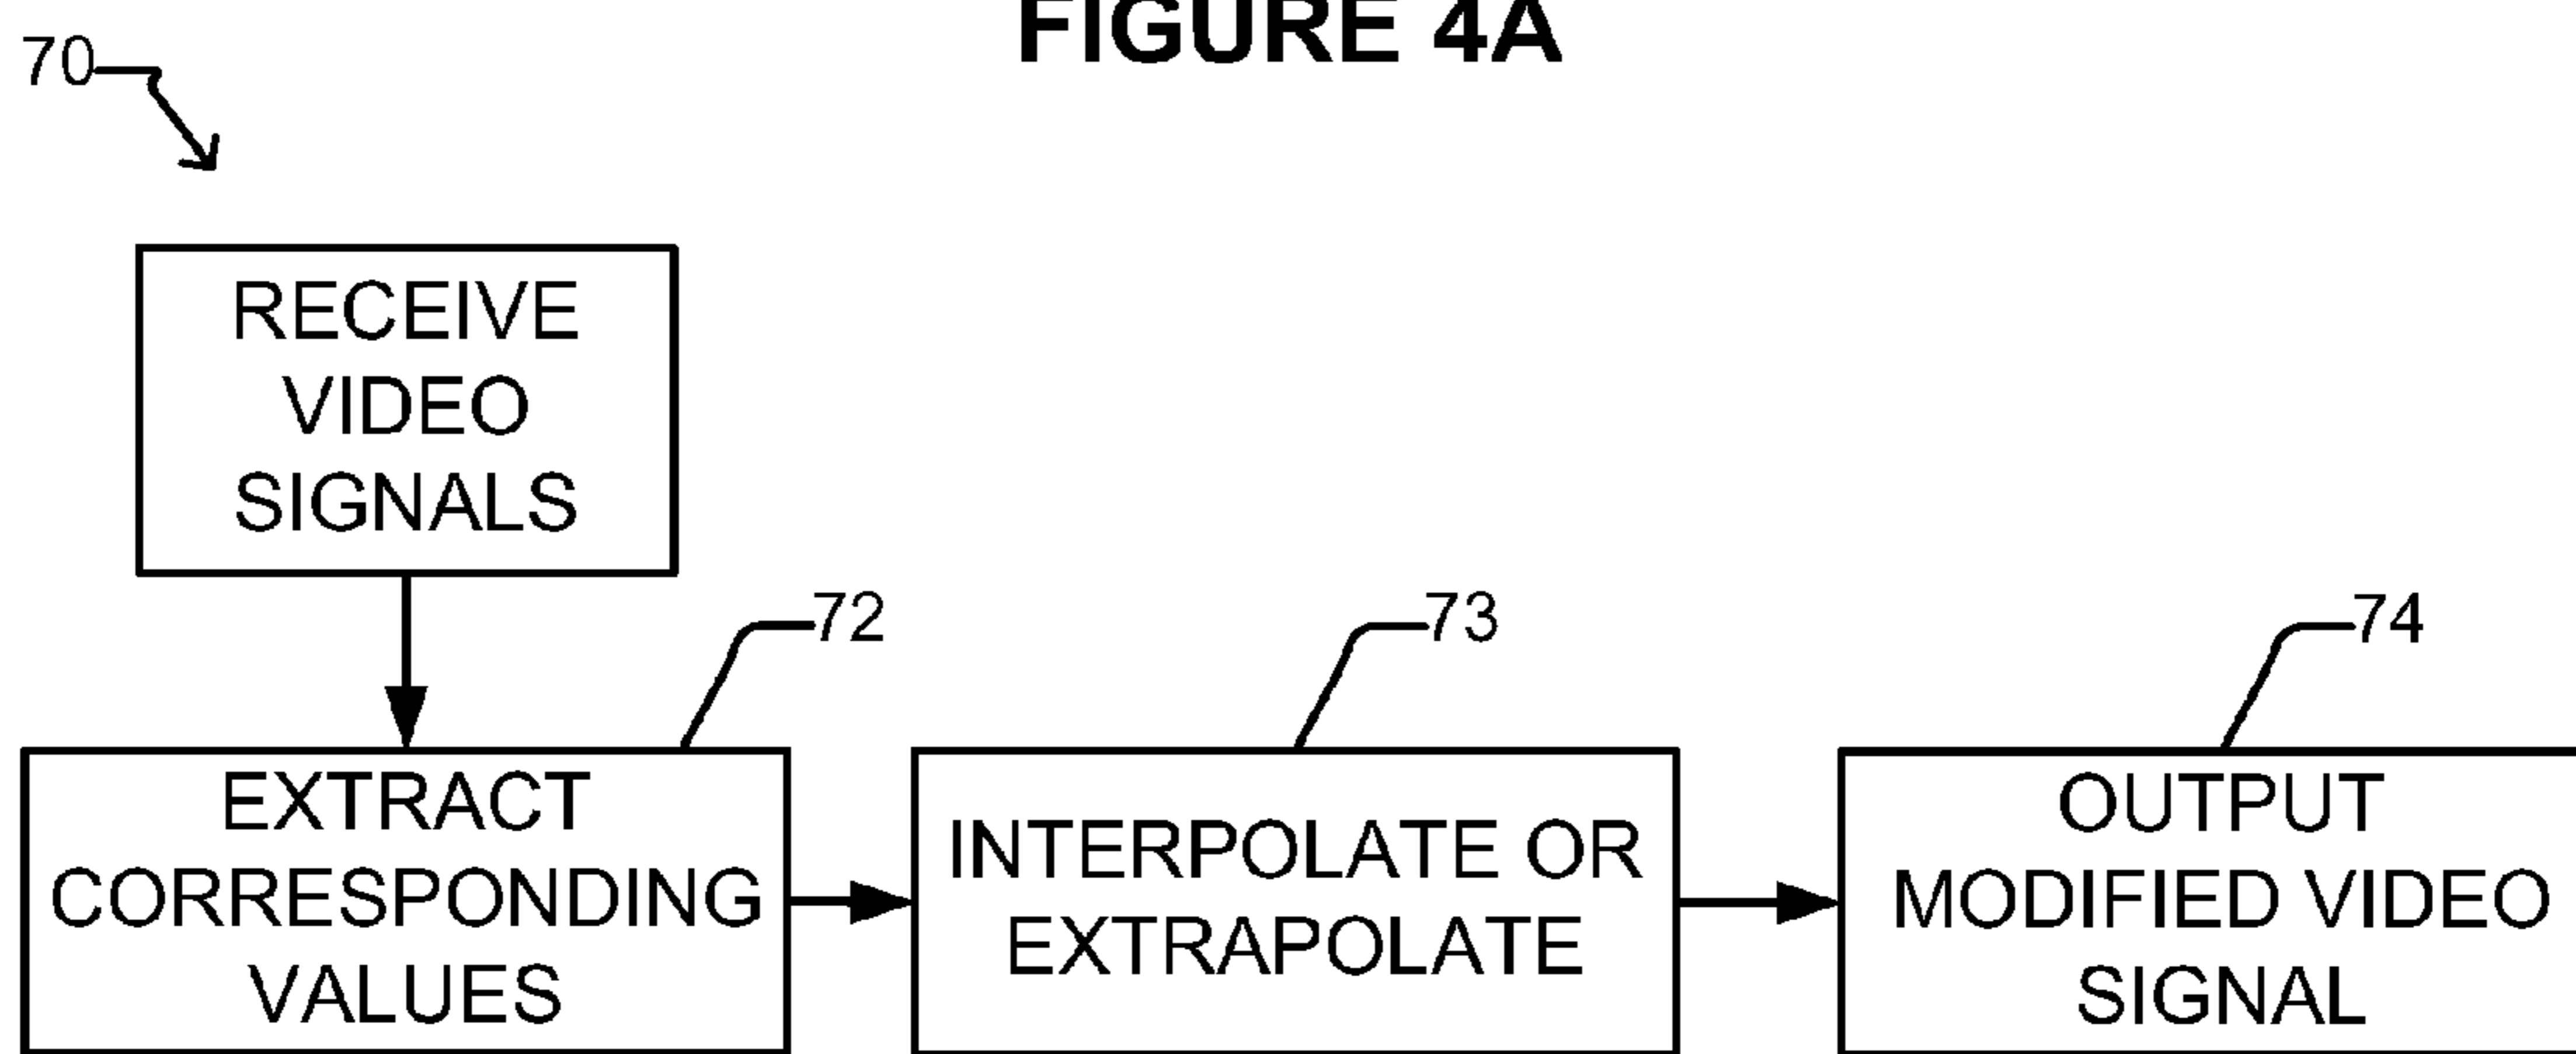 FIGURE 4A
70
RECEIVE
VIDEO
SIGNALS
72
EXTRACT
CORRESPONDING
VALUES
73
INTERPOLATE OR
EXTRAPOLATE
74
OUTPUT
MODIFIED VIDEO
SIGNAL